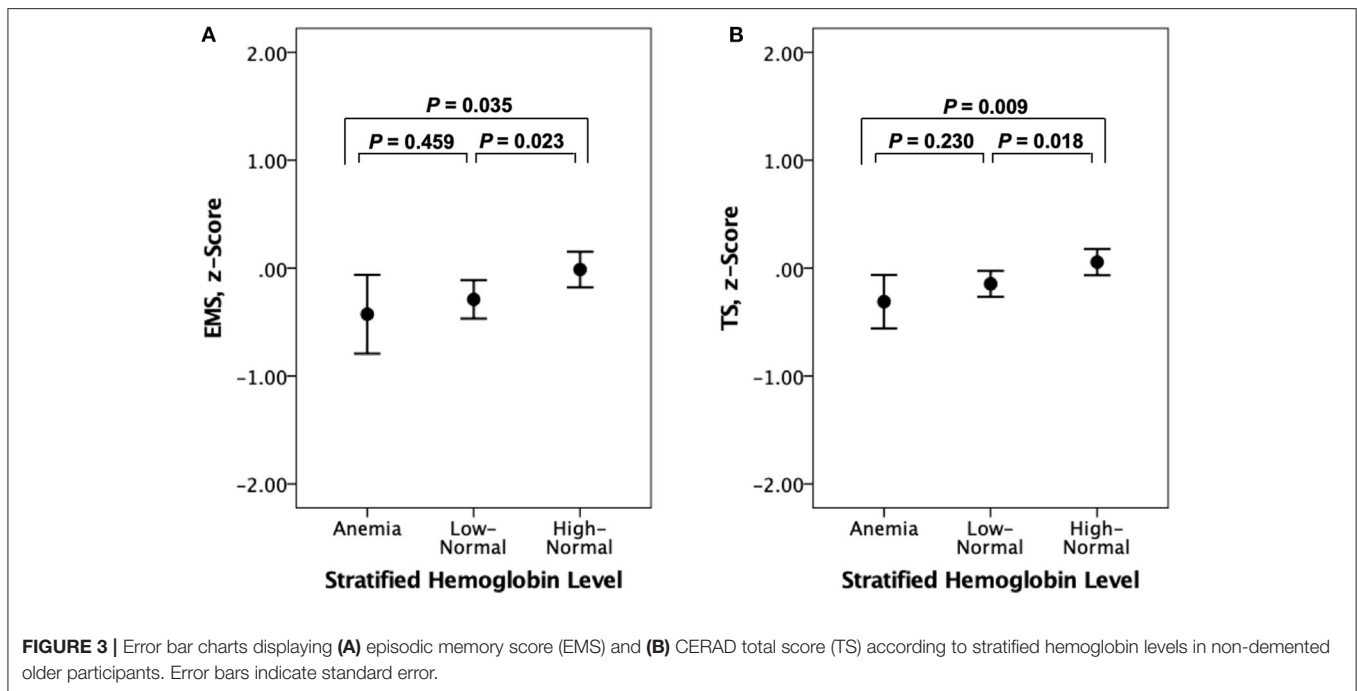 A
2.00
P = 0.035
P = 0.459
P = 0.023
1.00
.00
-1.00
-2.00
EMS, z-Score
Anemia
Low-
Normal
High-
Normal
Stratified Hemoglobin Level
B
2.00
P = 0.009
P = 0.230
P = 0.018
1.00
.00
-1.00
-2.00
TS, z-Score
Anemia
Low-
Normal
High-
Normal
Stratified Hemoglobin Level
FIGURE 3 | Error bar charts displaying (A) episodic memory score (EMS) and (B) CERAD total score (TS) according to stratified hemoglobin levels in non-demented
older participants. Error bars indicate standard error.